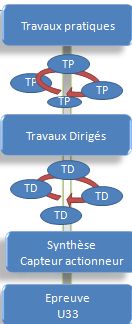 Travaux pratiques
TP
TP
TP
TP
Travaux Dirigés
TD
TD
TD
TD
Synthèse
Capteur actionneur
Epreuve
U33